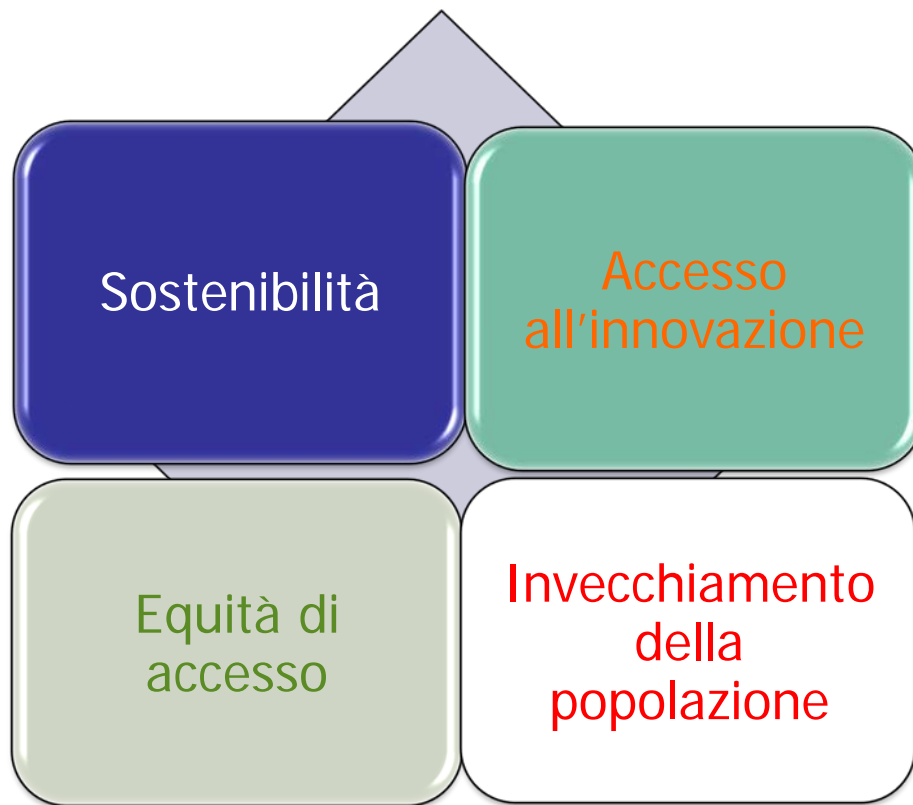 Sostenibilità
Accesso
all’innovazione
Equità di
accesso
Invecchiamento
della
popolazione